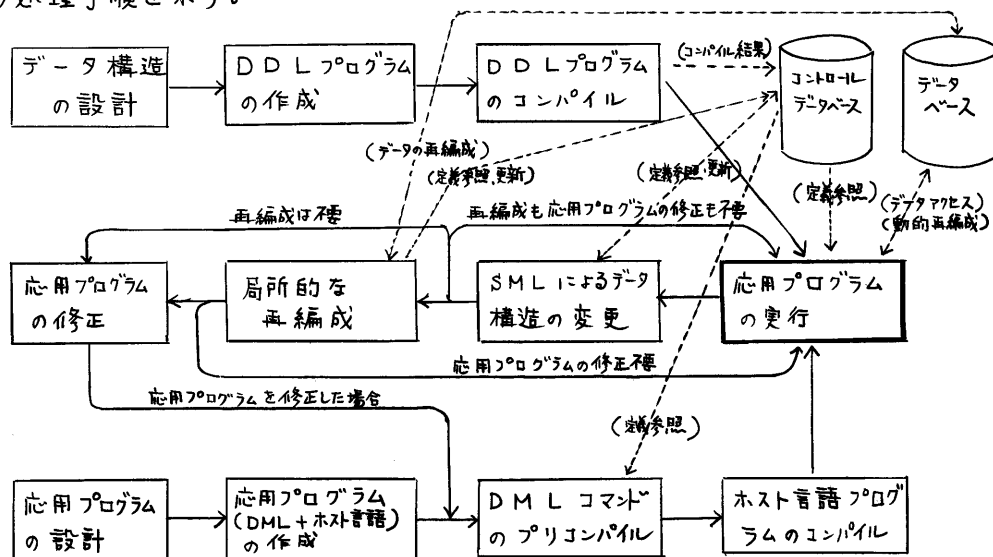 処理手順を示す。
データ構造
の設計
DDLプログラム
の作成
DDLプログラム
のコンパイル
(コンパイル結果)
コントロール
データベース
データ
ベース
(データの再編成)
(定義参照、更新)
(定義参照、更新)
(定義参照)
(データアクセス)
(動的再編成)
再編成は不要
再編成も応用プログラムの修正も不要
応用プログラム
の修正
局所的な
再編成
SMLによるデータ
構造の変更
応用プログラム
の実行
応用プログラムの修正不要
応用プログラムを修正した場合
(定義参照)
応用プログラム
の設計
応用プログラム
(DML+ホスト言語)
の作成
DMLコマンド
のプリコンパイル
ホスト言語プログ
ラムのコンパイル